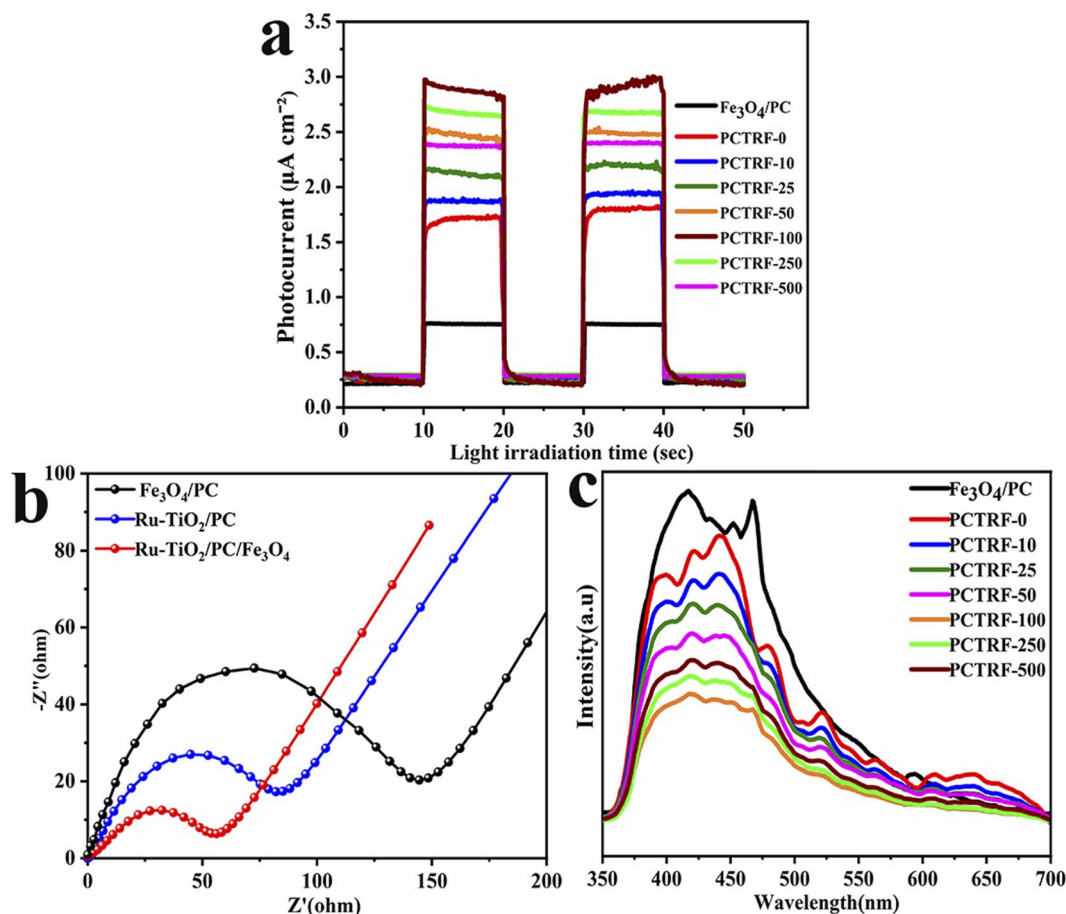 a
3.5
3.0
2.5
2.0
1.5
1.0
0.5
0.0
Photocurrent (μA cm⁻²)
0 10 20 30 40 50
Light irradiation time (sec)
Fe₃O₄/PC
PCTRF-0
PCTRF-10
PCTRF-25
PCTRF-50
PCTRF-100
PCTRF-250
PCTRF-500
b
100
80
60
40
20
0
-Z''(ohm)
0 50 100 150 200
Z'(ohm)
Fe₃O₄/PC
Ru-TiO₂/PC
Ru-TiO₂/PC/Fe₃O₄
c
Intensity(a.u)
350 400 450 500 550 600 650 700
Wavelength(nm)
Fe₃O₄/PC
PCTRF-0
PCTRF-10
PCTRF-25
PCTRF-50
PCTRF-100
PCTRF-250
PCTRF-500